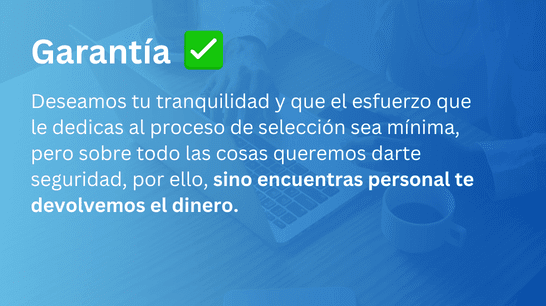 Garantía ✅
Deseamos tu tranquilidad y que el esfuerzo que
le dedicas al proceso de selección sea mínima,
pero sobre todo las cosas queremos darte
seguridad, por ello, sino encuentras personal te
devolvemos el dinero.